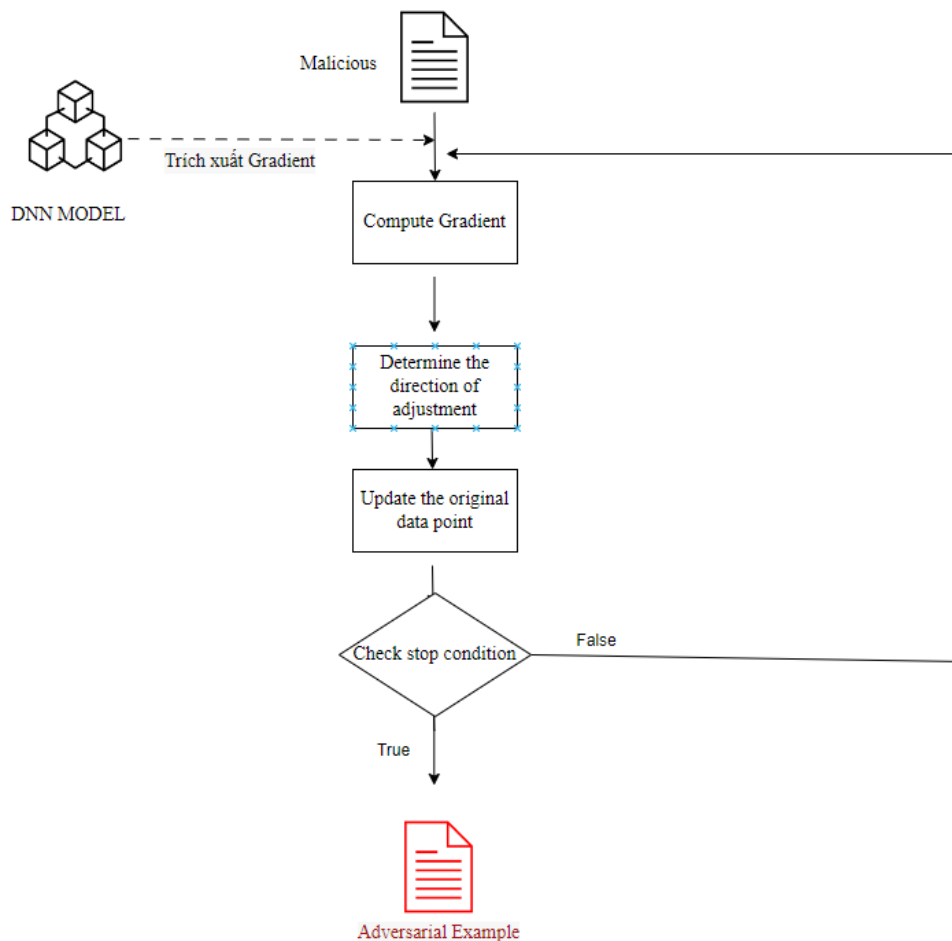 Malicious
Trích xuất Gradient
DNN MODEL
Compute Gradient
Determine the
direction of
adjustment
Update the original
data point
Check stop condition
False
True
Adversarial Example